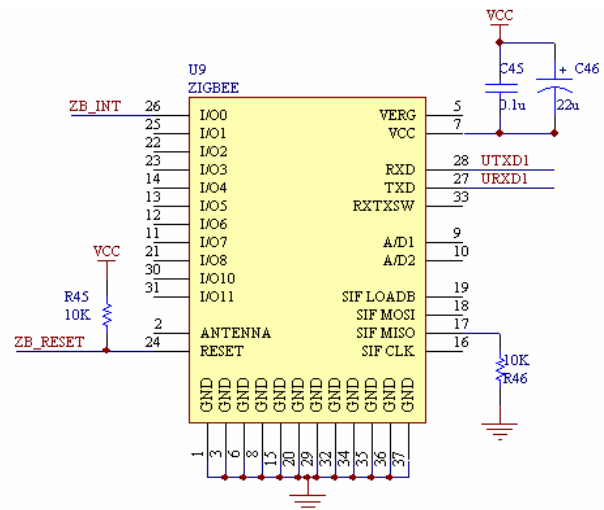 VCC
U9
ZIGBEE
C45
+ C46
0.1u
22u
ZB_INT
26 I/O0 VERG 5
25 I/O1 VCC 7
22 I/O2
23 I/O3 RXD 28 UTXD1
14 I/O4 TXD 27 URXD1
13 I/O5 RXTXSW 33
12 I/O6
11 I/O7 A/D1 9
21 I/O8 A/D2 10
30 I/O10
31 I/O11 SIF LOADB 19
SIF MOSI 18
2 ANTENNA SIF MISO 17
24 RESET SIF CLK 16
VCC
R45
10K
ZB_RESET
10K
R46
GND GND GND GND GND GND GND GND GND GND GND GND
1 3 6 8 15 20 29 32 34 35 36 37